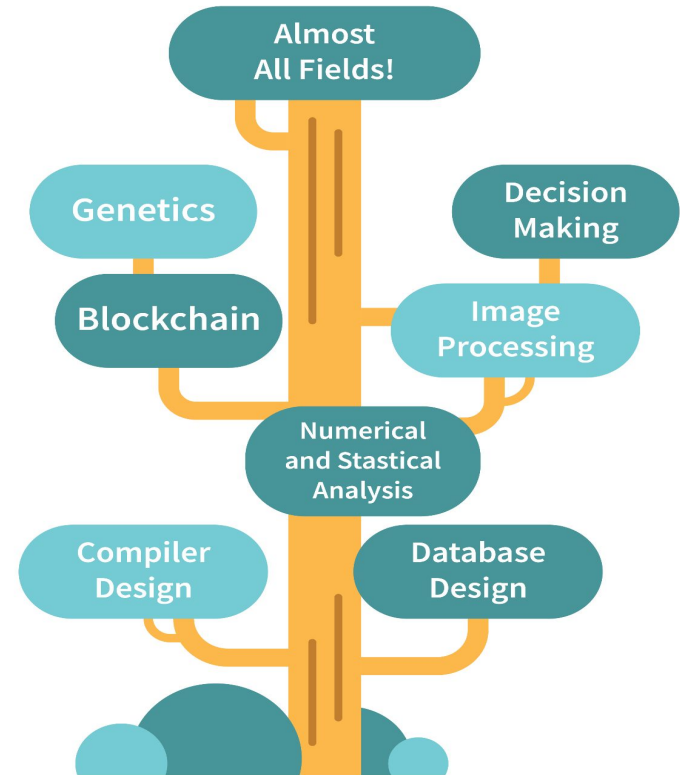 Almost
All Fields!
Genetics
Decision
Making
Blockchain
Image
Processing
Numerical
and Stastical
Analysis
Compiler
Design
Database
Design